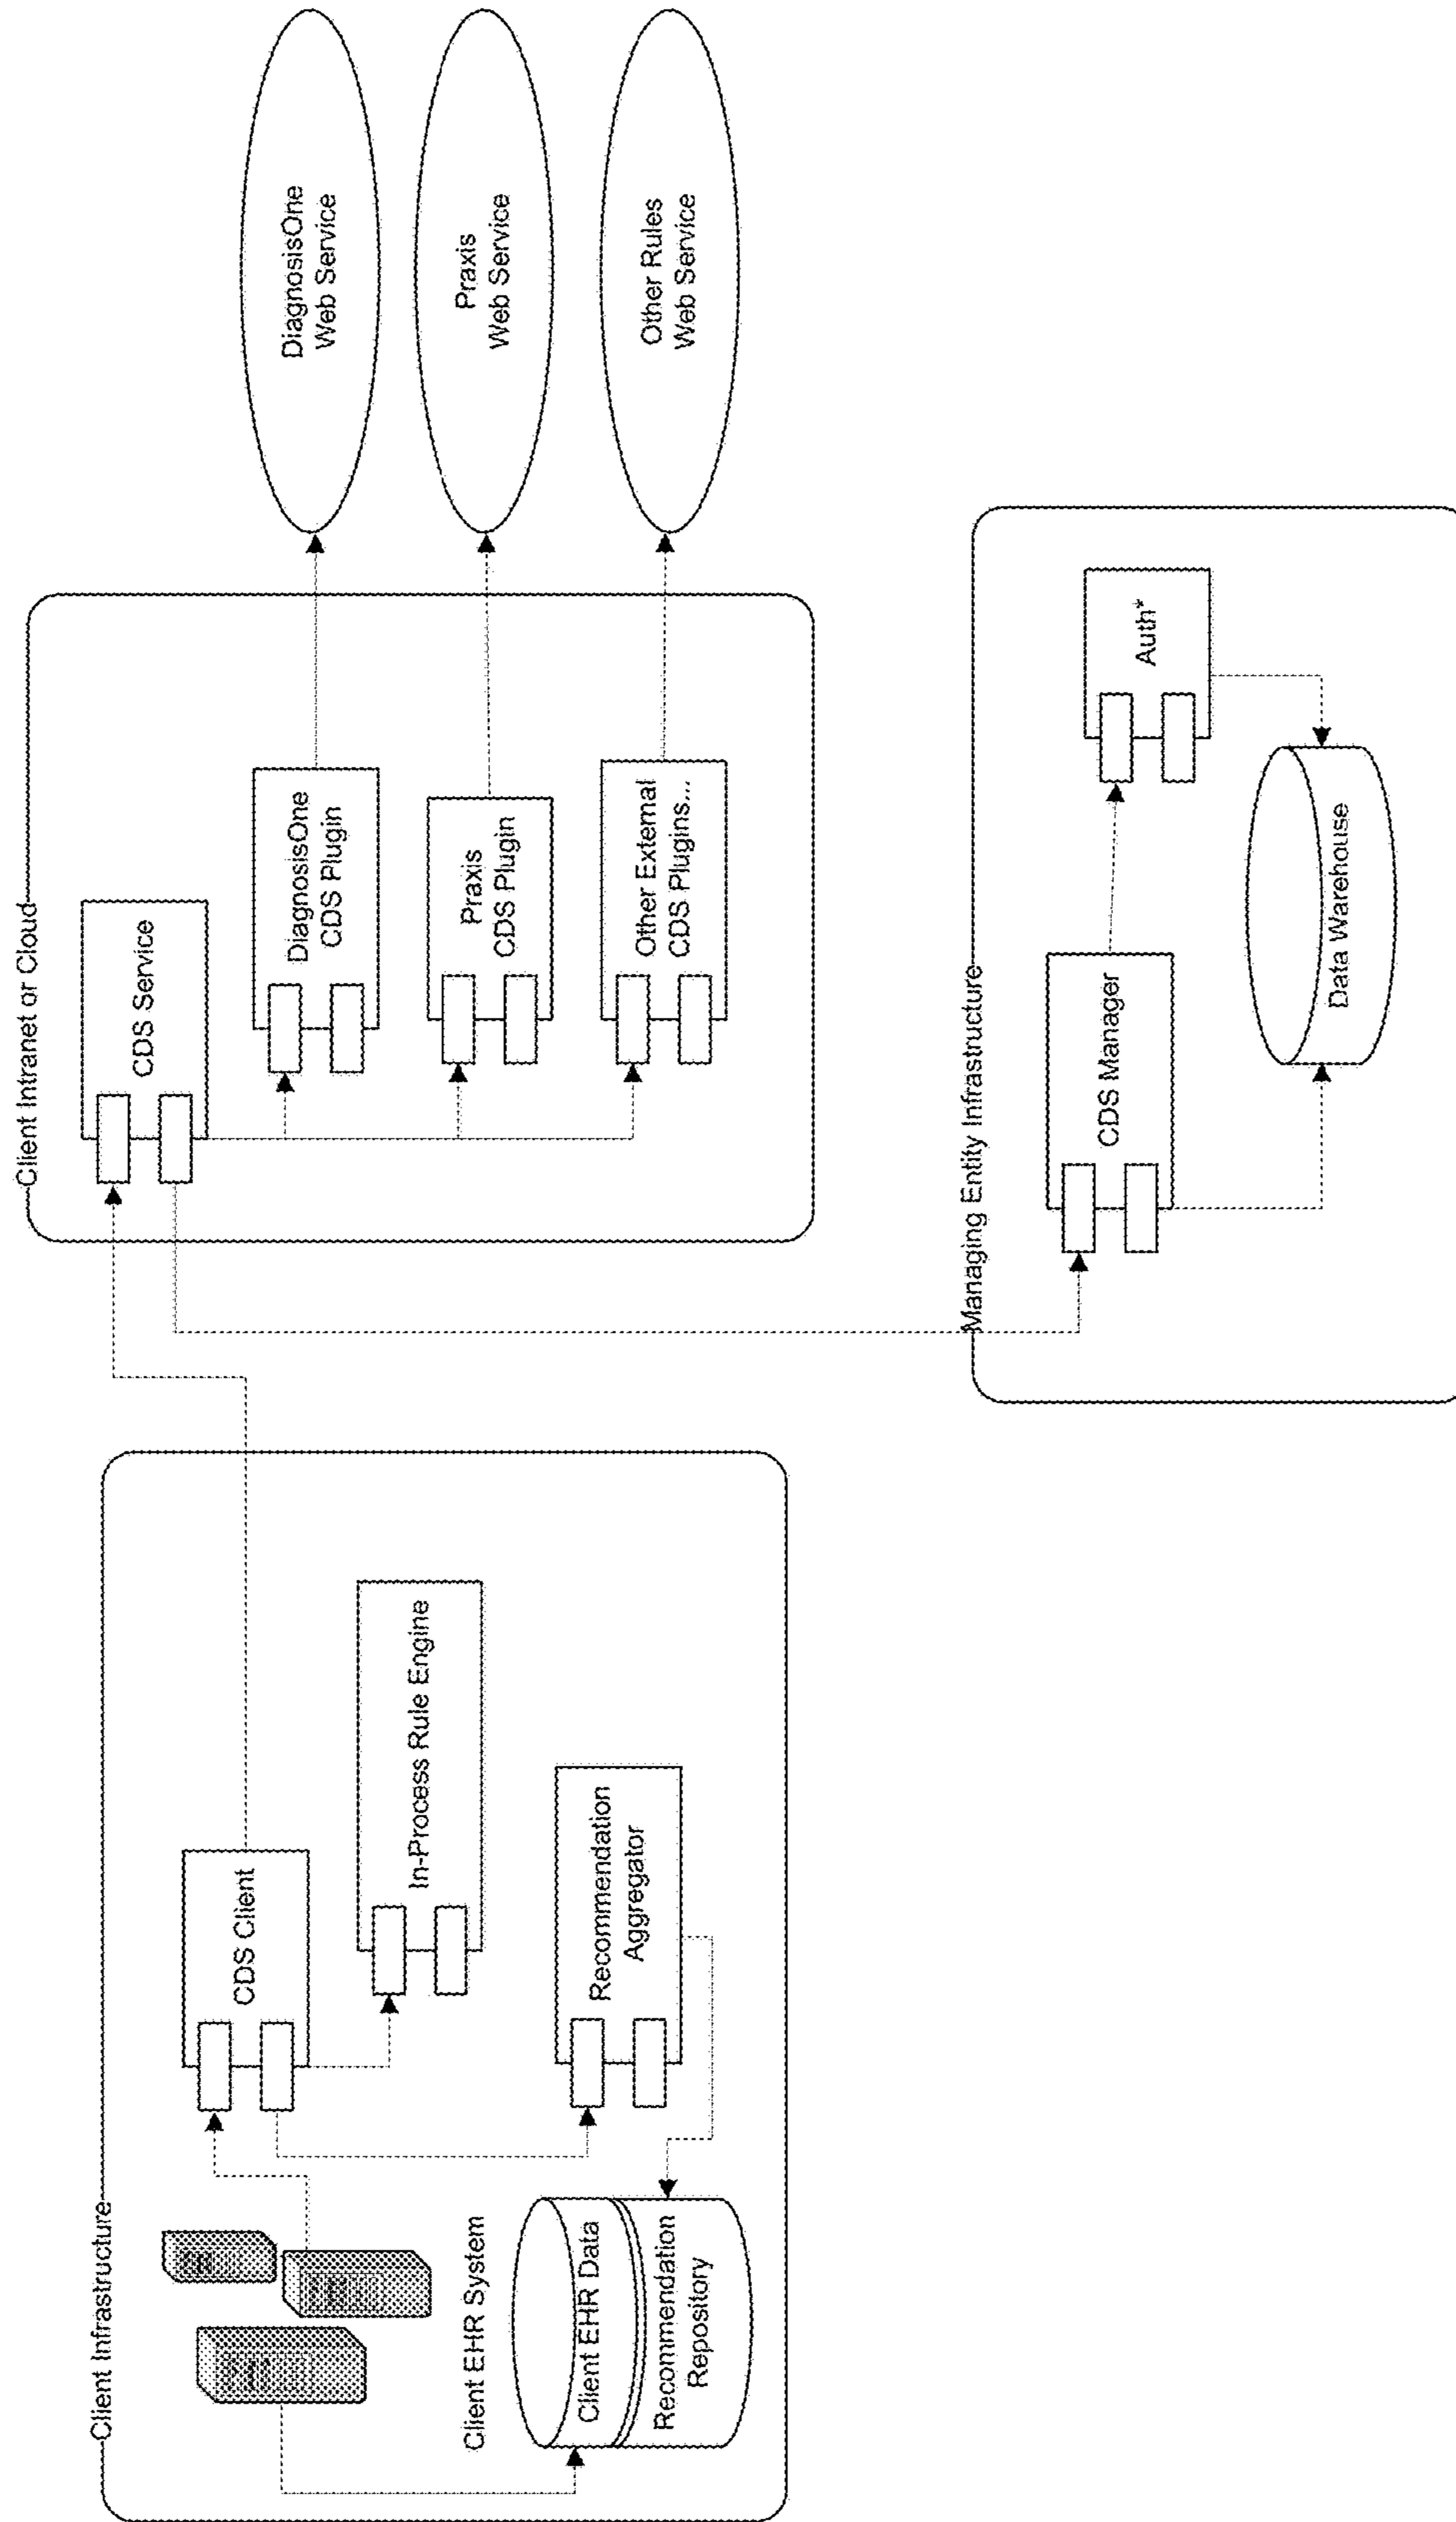 Client Infrastructure
CDS Client
In-Process Rule Engine
Recommendation
Aggregator
Client EHR System
Client EHR Data
Recommendation
Repository
Client Intranet or Cloud
CDS Service
DiagnosisOne
CDS Plugin
Praxis
CDS Plugin
Other External
CDS Plugins...
DiagnosisOne
Web Service
Praxis
Web Service
Other Rules
Web Service
Managing Entity Infrastructure
CDS Manager
Auth*
Data Warehouse